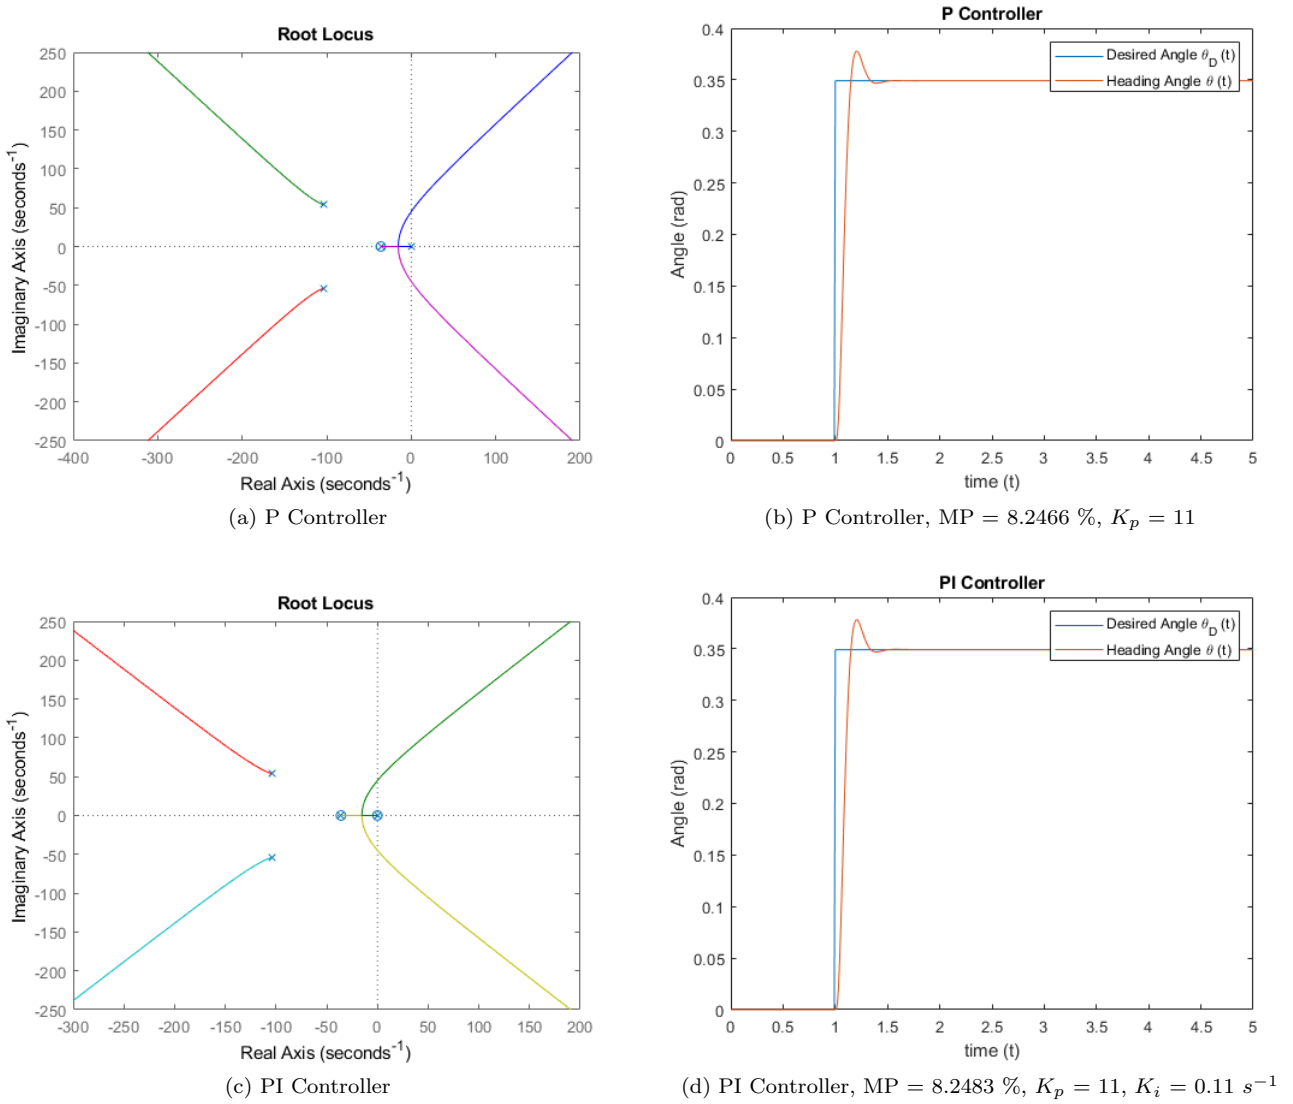 Root Locus
250
200
150
100
50
0
-50
-100
-150
-200
-250
Imaginary Axis (seconds⁻¹)
-400 -300 -200 -100 0 100 200
Real Axis (seconds⁻¹)
(a) P Controller
P Controller
0.4
0.35
0.3
0.25
0.2
0.15
0.1
0.05
0
Angle (rad)
Desired Angle θ_D (t)
Heading Angle θ (t)
0 0.5 1 1.5 2 2.5 3 3.5 4 4.5 5
time (t)
(b) P Controller, MP = 8.2466 %, K_p = 11
Root Locus
250
200
150
100
50
0
-50
-100
-150
-200
-250
Imaginary Axis (seconds⁻¹)
-300 -250 -200 -150 -100 -50 0 50 100 150 200
Real Axis (seconds⁻¹)
(c) PI Controller
PI Controller
0.4
0.35
0.3
0.25
0.2
0.15
0.1
0.05
0
Angle (rad)
Desired Angle θ_D (t)
Heading Angle θ (t)
0 0.5 1 1.5 2 2.5 3 3.5 4 4.5 5
time (t)
(d) PI Controller, MP = 8.2483 %, K_p = 11, K_i = 0.11 s⁻¹